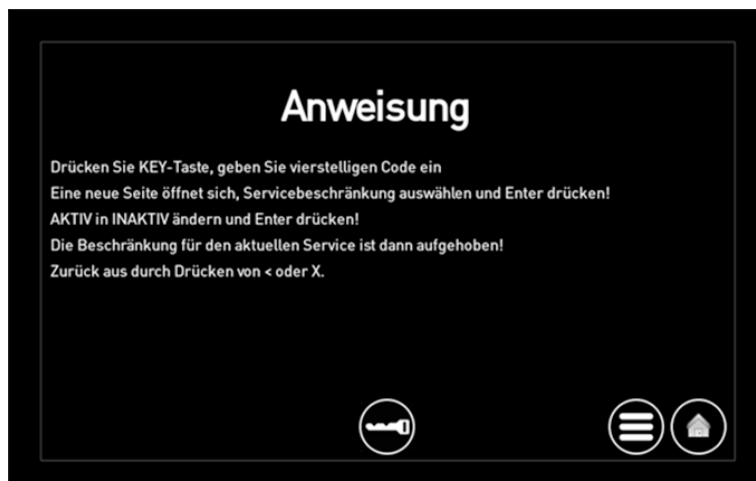 Anweisung
Drücken Sie KEY-Taste, geben Sie vierstelligen Code ein
Eine neue Seite öffnet sich, Servicebeschränkung auswählen und Enter drücken!
AKTIV in INAKTIV ändern und Enter drücken!
Die Beschränkung für den aktuellen Service ist dann aufgehoben!
Zurück aus durch Drücken von < oder X.